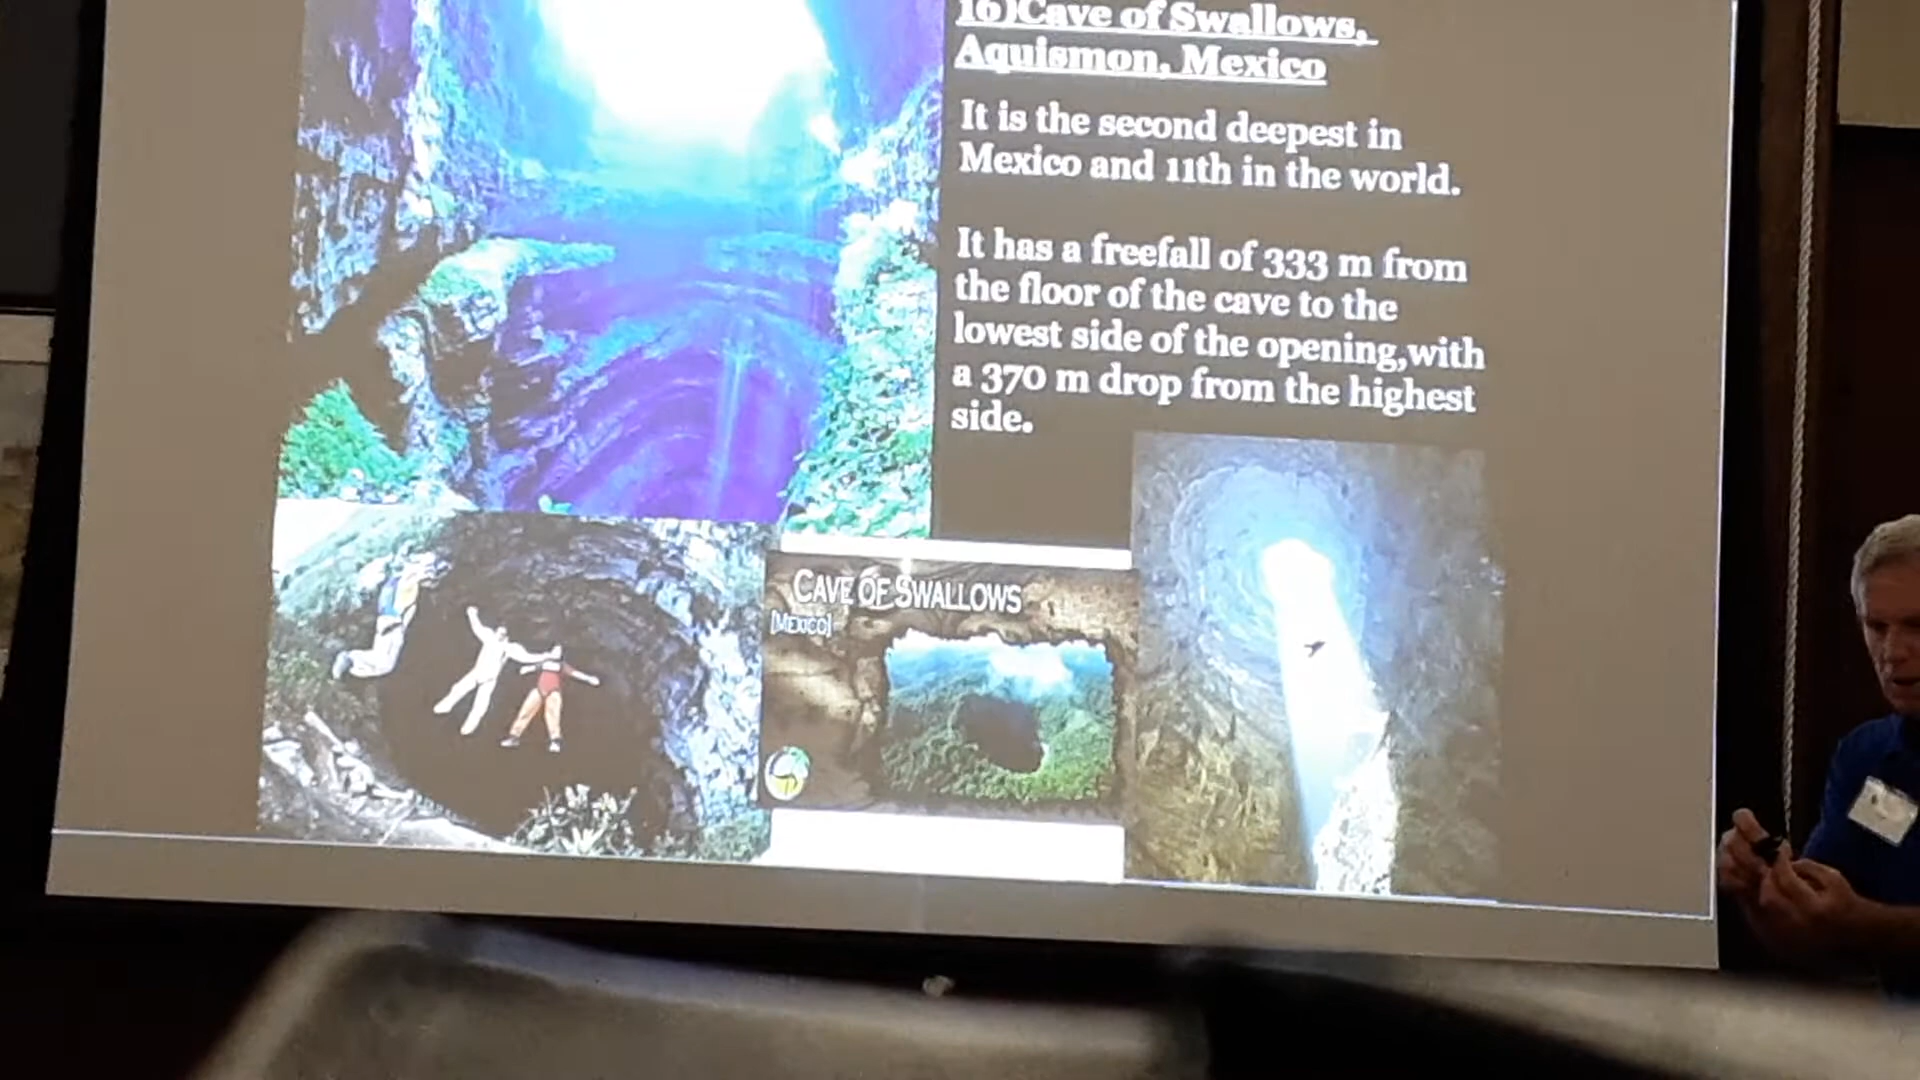 16)Cave of Swallows,
Aquismon, Mexico
It is the second deepest in
Mexico and 11th in the world.
It has a freefall of 333 m from
the floor of the cave to the
lowest side of the opening,with
a 370 m drop from the highest
side.
CAVE OF SWALLOWS
[MEXICO]